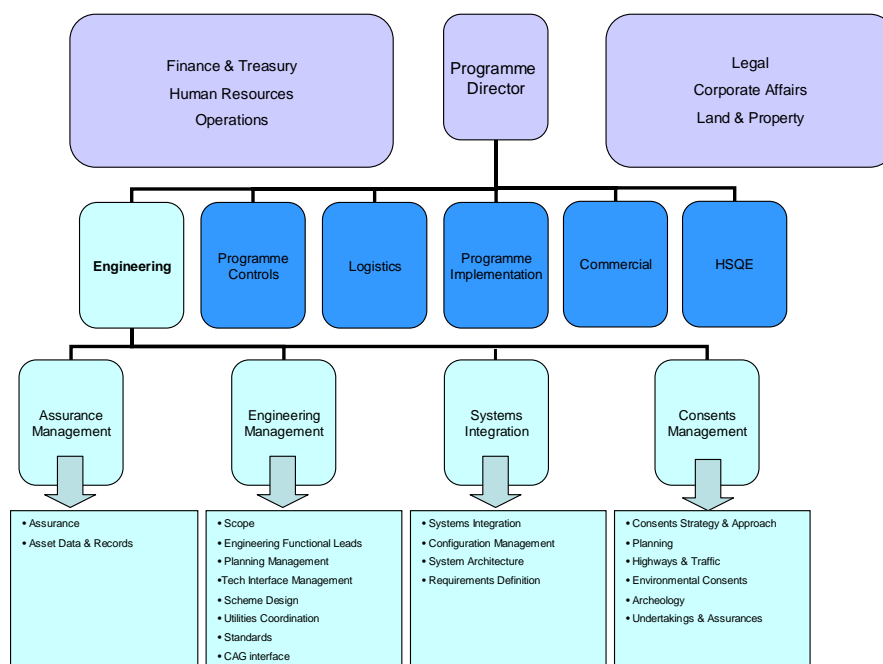 Finance & Treasury
Human Resources
Operations
Programme
Director
Legal
Corporate Affairs
Land & Property
Engineering
Programme
Controls
Logistics
Programme
Implementation
Commercial
HSQE
Assurance
Management
Engineering
Management
Systems
Integration
Consents
Management
• Assurance
• Asset Data & Records
• Scope
• Engineering Functional Leads
• Planning Management
•Tech Interface Management
• Scheme Design
• Utilities Coordination
• Standards
• CAG interface
• Systems Integration
• Configuration Management
• System Architecture
• Requirements Definition
• Consents Strategy & Approach
• Planning
• Highways & Traffic
• Environmental Consents
• Archeology
• Undertakings & Assurances